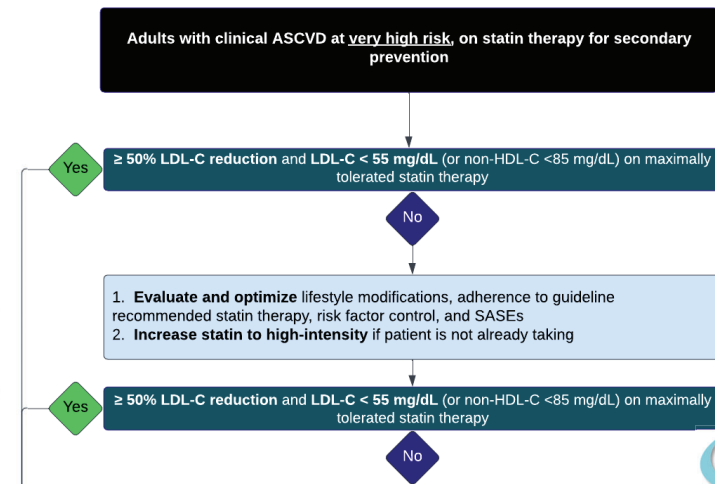 Adults with clinical ASCVD at very high risk, on statin therapy for secondary
prevention
Yes
≥ 50% LDL-C reduction and LDL-C < 55 mg/dL (or non-HDL-C <85 mg/dL) on maximally
tolerated statin therapy
No
1. Evaluate and optimize lifestyle modifications, adherence to guideline
recommended statin therapy, risk factor control, and SASEs
2. Increase statin to high-intensity if patient is not already taking
Yes
≥ 50% LDL-C reduction and LDL-C < 55 mg/dL (or non-HDL-C <85 mg/dL) on maximally
tolerated statin therapy
No